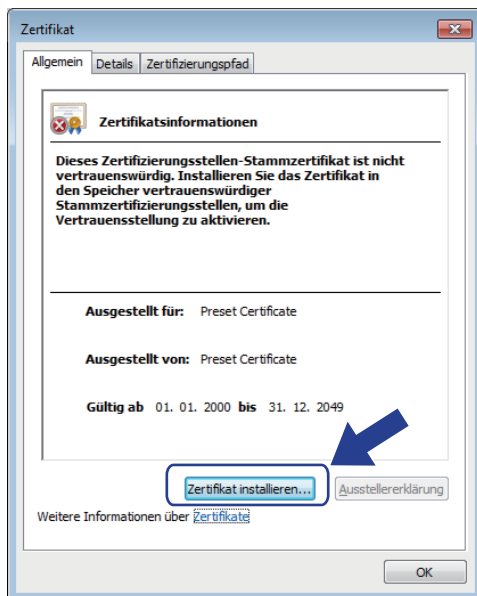 Zertifikat
Allgemein Details Zertifizierungspfad
Zertifikatsinformationen
Dieses Zertifizierungsstellen-Stammzertifikat ist nicht
vertrauenswürdig. Installieren Sie das Zertifikat in
den Speicher vertrauenswürdiger
Stammzertifizierungsstellen, um die
Vertrauensstellung zu aktivieren.
Ausgestellt für: Preset Certificate
Ausgestellt von: Preset Certificate
Gültig ab 01. 01. 2000 bis 31. 12. 2049
Zertifikat installieren... Ausstellererklärung
Weitere Informationen über Zertifikate
OK